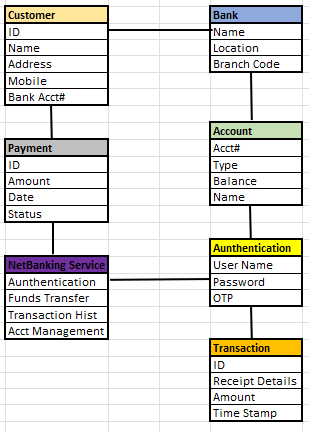 Customer
ID
Name
Address
Mobile
Bank Acct#
Bank
Name
Location
Branch Code
Payment
ID
Amount
Date
Status
Account
Acct#
Type
Balance
Name
NetBanking Service
Aunthentication
Funds Transfer
Transaction Hist
Acct Management
Aunthentication
User Name
Password
OTP
Transaction
ID
Receipt Details
Amount
Time Stamp